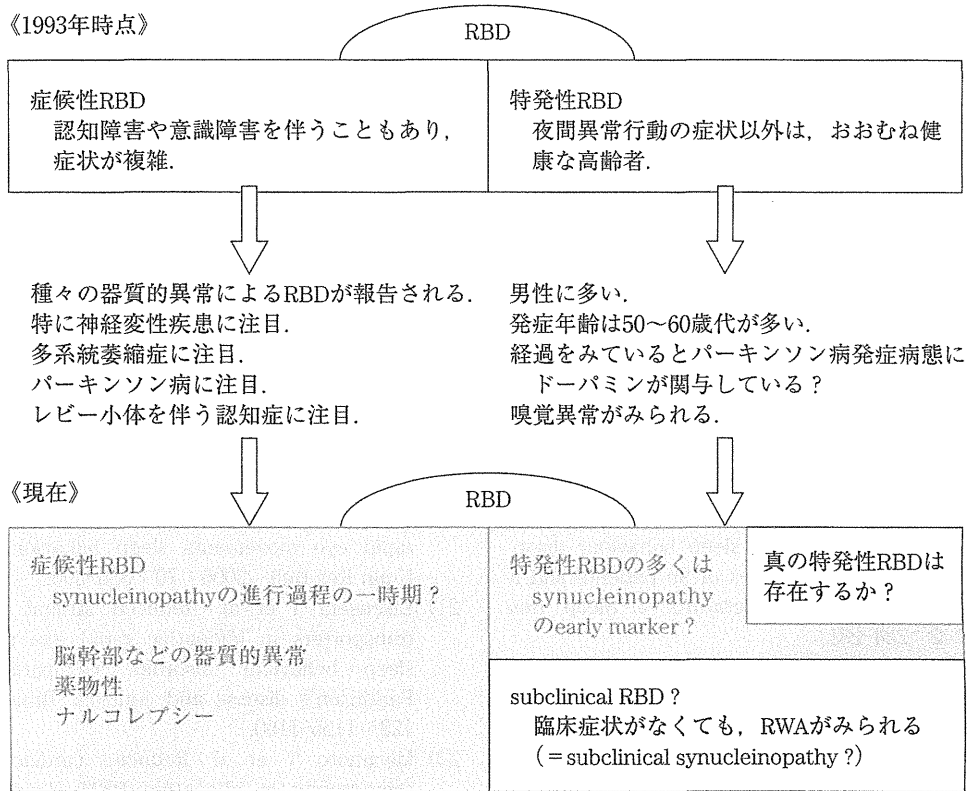 《1993年時点》
RBD
症候性RBD
認知障害や意識障害を伴うこともあり，
症状が複雑．
特発性RBD
夜間異常行動の症状以外は，おおむね健
康な高齢者．
種々の器質的異常によるRBDが報告される．
特に神経変性疾患に注目．
多系統萎縮症に注目．
パーキンソン病に注目．
レビー小体を伴う認知症に注目．
男性に多い．
発症年齢は50～60歳代が多い．
経過をみているとパーキンソン病発症病態に
ドーパミンが関与している？
嗅覚異常がみられる．
《現在》
RBD
症候性RBD
synucleinopathyの進行過程の一時期？
脳幹部などの器質的異常
薬物性
ナルコレプシー
特発性RBDの多くは
synucleinopathy
のearly marker？
真の特発性RBDは
存在するか？
subclinical RBD？
臨床症状がなくても，RWAがみられる
（＝subclinical synucleinopathy？）